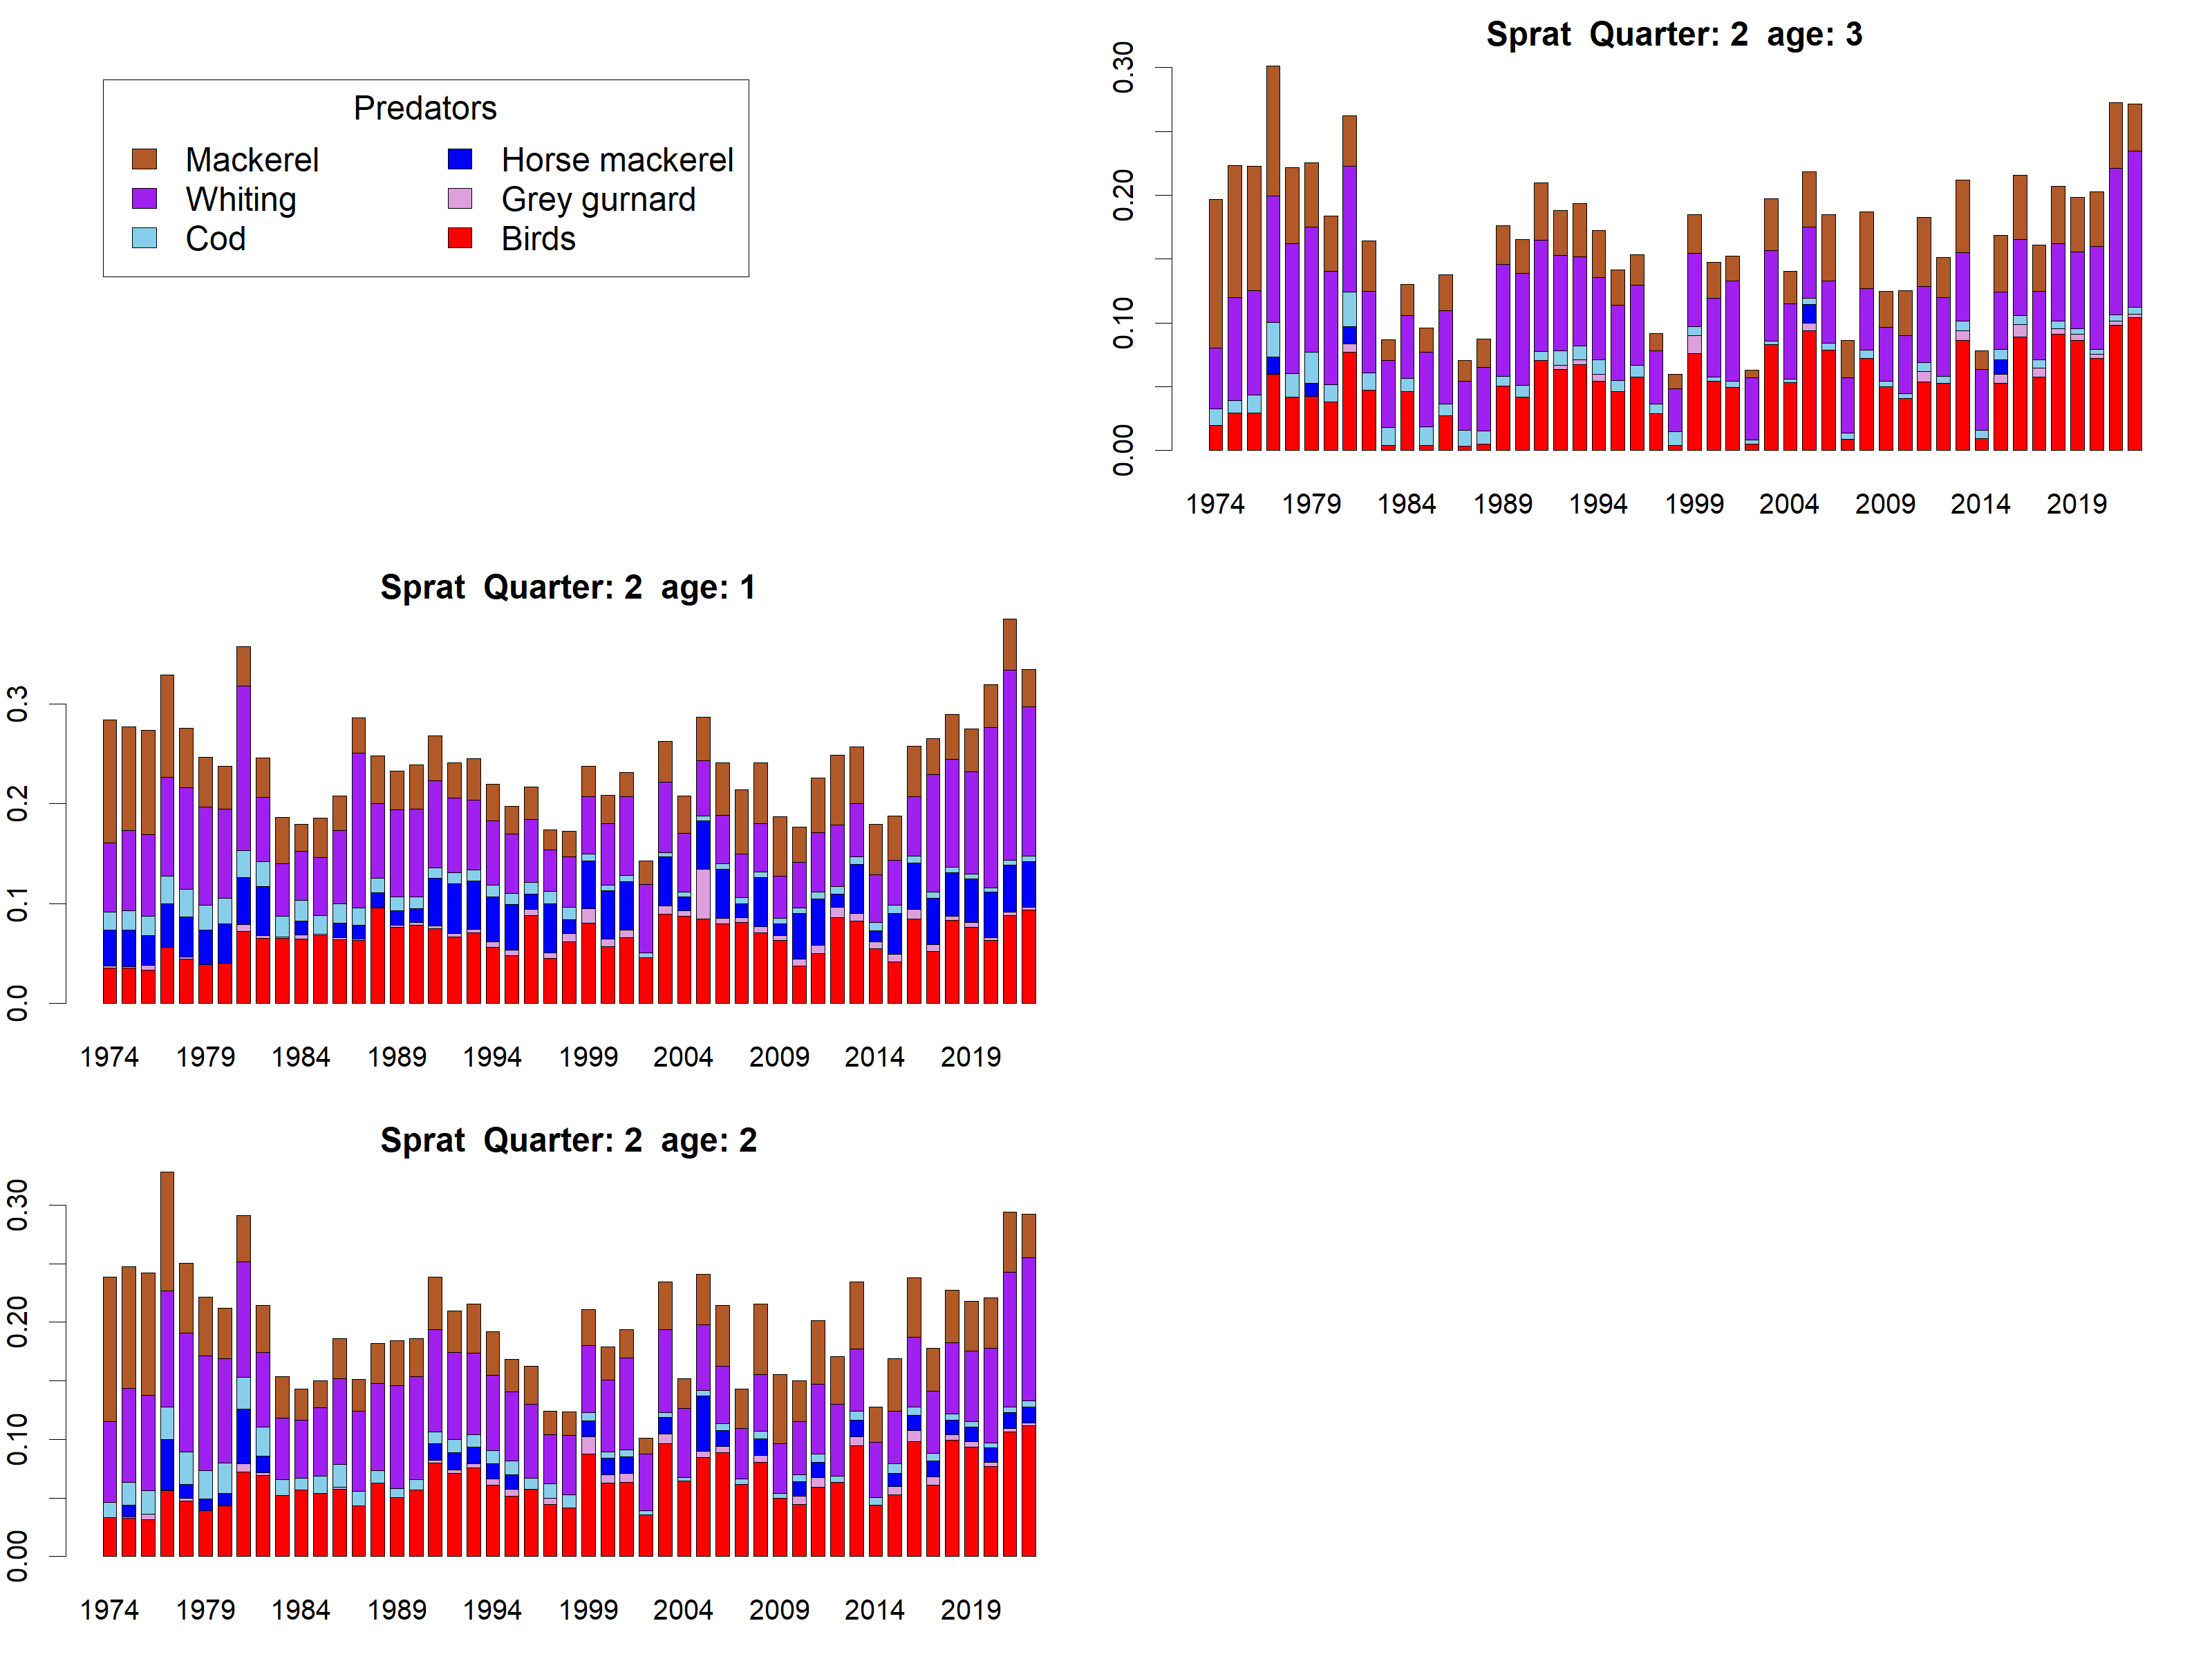 Predators
Mackerel Horse mackerel
Whiting Grey gurnard
Cod Birds
Sprat Quarter: 2 age: 3
0.30
0.20
0.10
0.00
1974 1979 1984 1989 1994 1999 2004 2009 2014 2019
Sprat Quarter: 2 age: 1
0.3
0.2
0.1
0.0
1974 1979 1984 1989 1994 1999 2004 2009 2014 2019
Sprat Quarter: 2 age: 2
0.30
0.20
0.10
0.00
1974 1979 1984 1989 1994 1999 2004 2009 2014 2019